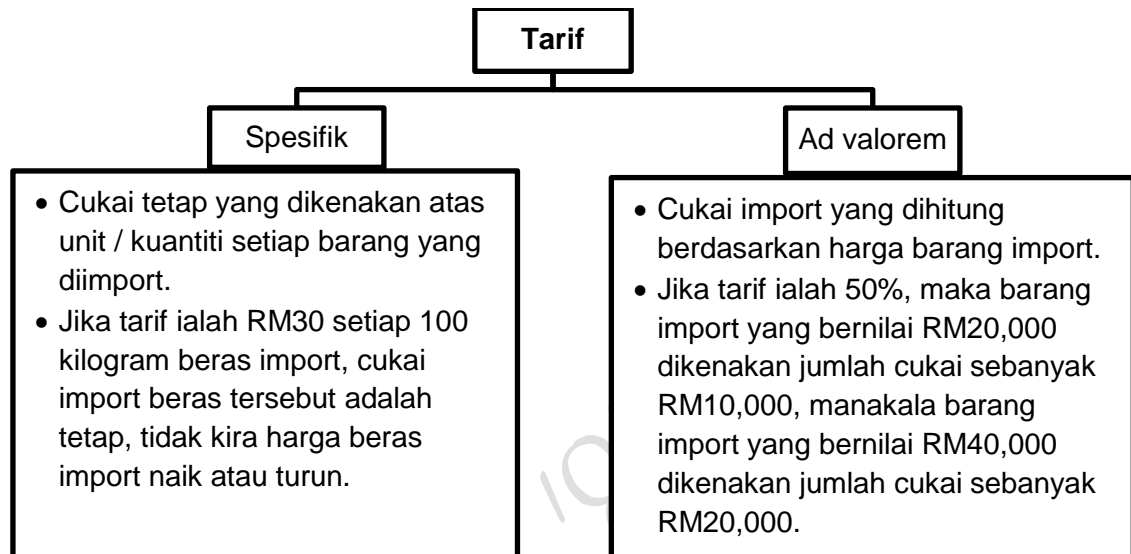 Tarif
Spesifik
• Cukai tetap yang dikenakan atas
unit / kuantiti setiap barang yang
diimport.
• Jika tarif ialah RM30 setiap 100
kilogram beras import, cukai
import beras tersebut adalah
tetap, tidak kira harga beras
import naik atau turun.
Ad valorem
• Cukai import yang dihitung
berdasarkan harga barang import.
• Jika tarif ialah 50%, maka barang
import yang bernilai RM20,000
dikenakan jumlah cukai sebanyak
RM10,000, manakala barang
import yang bernilai RM40,000
dikenakan jumlah cukai sebanyak
RM20,000.